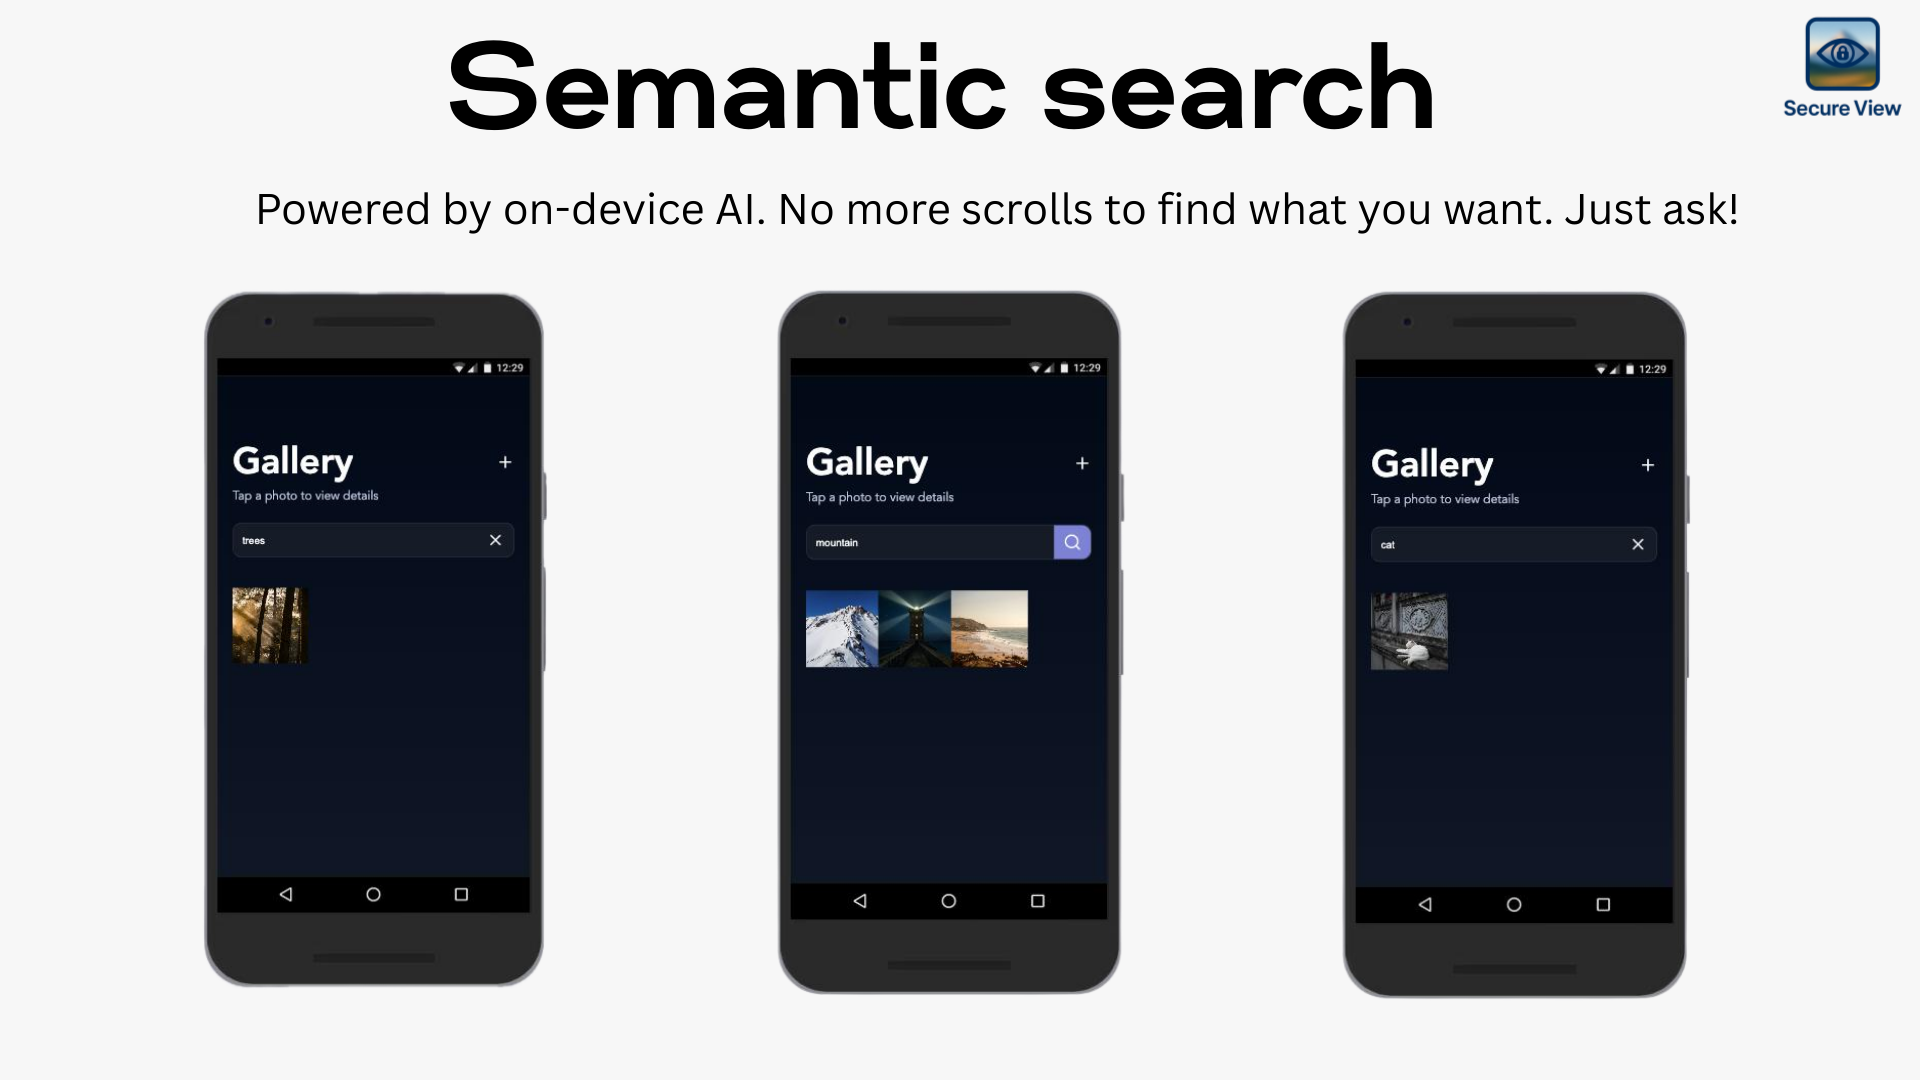 Semantic search
Secure View
Powered by on-device AI. No more scrolls to find what you want. Just ask!
12:29
Gallery
+
Tap a photo to view details
trees
12:29
Gallery
+
Tap a photo to view details
mountain
12:29
Gallery
+
Tap a photo to view details
cat